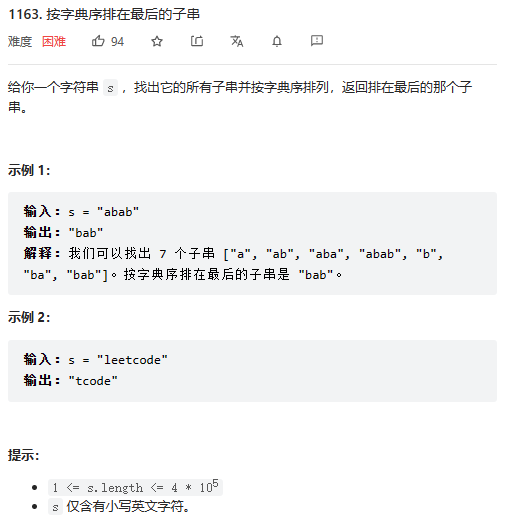 1163. 按字典序排在最后的子串
难度 困难 94
给你一个字符串 s ，找出它的所有子串并按字典序排列，返回排在最后的那个子
串。
示例 1：
输入：s = "abab"
输出："bab"
解释：我们可以找出 7 个子串 ["a", "ab", "aba", "abab", "b",
"ba", "bab"]。按字典序排在最后的子串是 "bab"。
示例 2：
输入：s = "leetcode"
输出："tcode"
提示：
1 <= s.length <= 4 * 10⁵
s 仅含有小写英文字符。